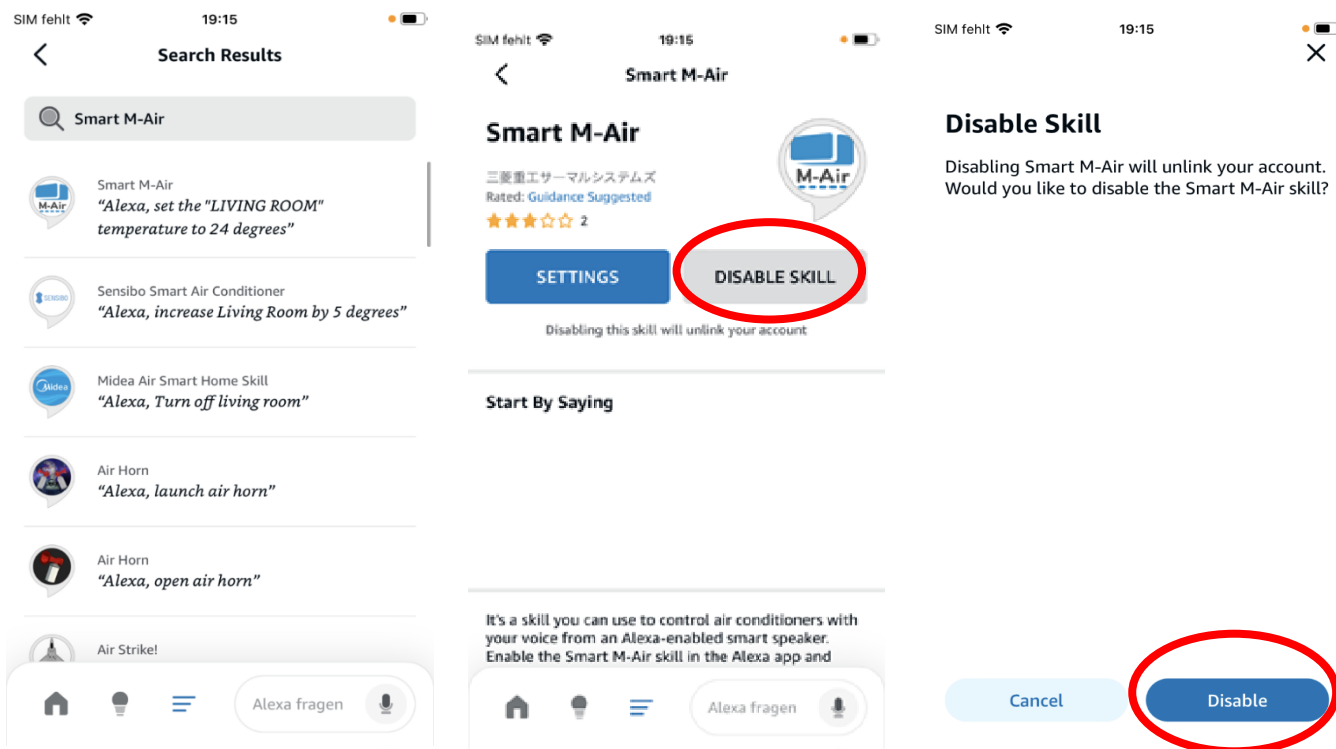 SIM fehlt
19:15
Search Results
Smart M-Air
M-Air
Smart M-Air
“Alexa, set the "LIVING ROOM"
temperature to 24 degrees”
SENSIBO
Sensibo Smart Air Conditioner
“Alexa, increase Living Room by 5 degrees”
Midea
Midea Air Smart Home Skill
“Alexa, Turn off living room”
Air Horn
“Alexa, launch air horn”
Air Horn
“Alexa, open air horn”
Air Strike!
Alexa fragen
SIM fehlt
19:15
Smart M-Air
Smart M-Air
三菱重工サーマルシステムズ
Rated: Guidance Suggested
2
M-Air
SETTINGS
DISABLE SKILL
Disabling this skill will unlink your account
Start By Saying
It's a skill you can use to control air conditioners with
your voice from an Alexa-enabled smart speaker.
Enable the Smart M-Air skill in the Alexa app and
Alexa fragen
SIM fehlt
19:15
Disable Skill
Disabling Smart M-Air will unlink your account.
Would you like to disable the Smart M-Air skill?
Cancel
Disable